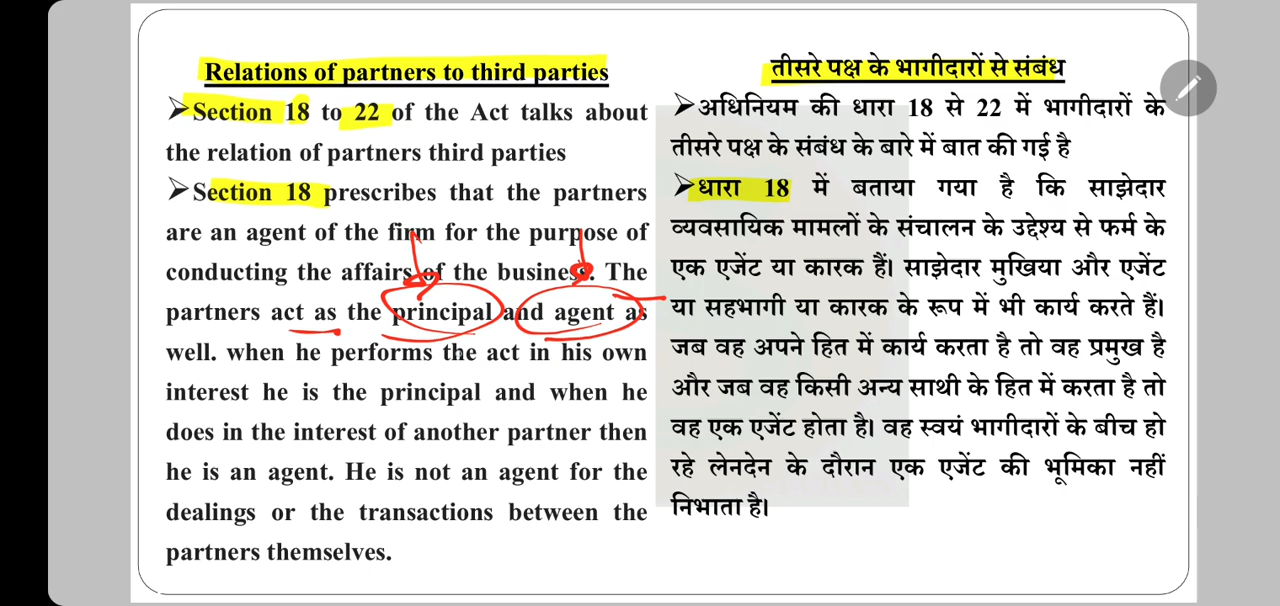 Relations of partners to third parties
➢Section 18 to 22 of the Act talks about
the relation of partners third parties
➢Section 18 prescribes that the partners
are an agent of the firm for the purpose of
conducting the affairs of the business. The
partners act as the principal and agent as
well. when he performs the act in his own
interest he is the principal and when he
does in the interest of another partner then
he is an agent. He is not an agent for the
dealings or the transactions between the
partners themselves.
तीसरे पक्ष के भागीदारों से संबंध
➢अधिनियम की धारा 18 से 22 में भागीदारों के
तीसरे पक्ष के संबंध के बारे में बात की गई है
➢धारा 18 में बताया गया है कि साझेदार
व्यवसायिक मामलों के संचालन के उद्देश्य से फर्म के
एक एजेंट या कारक हैं। साझेदार मुखिया और एजेंट
या सहभागी या कारक के रूप में भी कार्य करते हैं।
जब वह अपने हित में कार्य करता है तो वह प्रमुख है
और जब वह किसी अन्य साथी के हित में करता है तो
वह एक एजेंट होता है। वह स्वयं भागीदारों के बीच हो
रहे लेनदेन के दौरान एक एजेंट की भूमिका नहीं
निभाता है।